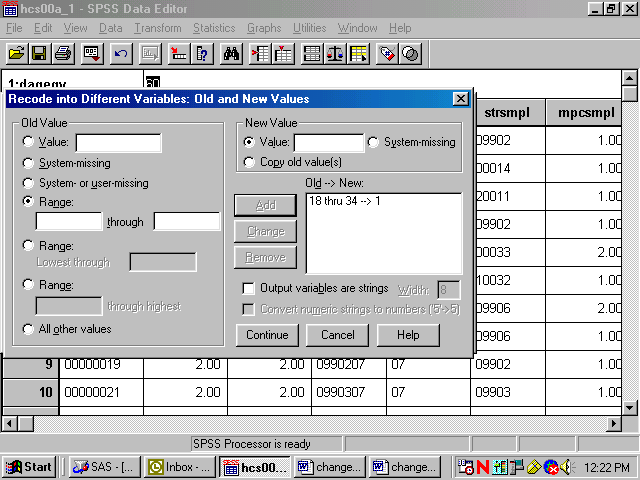 hcs00a_1 - SPSS Data Editor
File Edit View Data Transform Statistics Graphs Utilities Window Help
1:dageqy 60
Recode into Different Variables: Old and New Values
Old Value
Value:
System-missing
System- or user-missing
Range:
through
Range:
Lowest through
Range:
through highest
All other values
New Value
Value: System-missing
Copy old value(s)
Old --> New:
Add
Change
Remove
18 thru 34 --> 1
Output variables are strings Width: 8
Convert numeric strings to numbers ('5'->5)
Continue Cancel Help
strsmpl mpcsmpl
09902 1.00
00014 1.00
20011 1.00
09902 1.00
00033 2.00
10032 1.00
09906 2.00
09906 1.00
9 00000019 2.00 2.00 0990207 07 09902 1.00
10 00000021 2.00 2.00 0990307 07 09903 1.00
SPSS Processor is ready
Start SAS - [... Inbox - ... hcs00... change... change... 12:22 PM